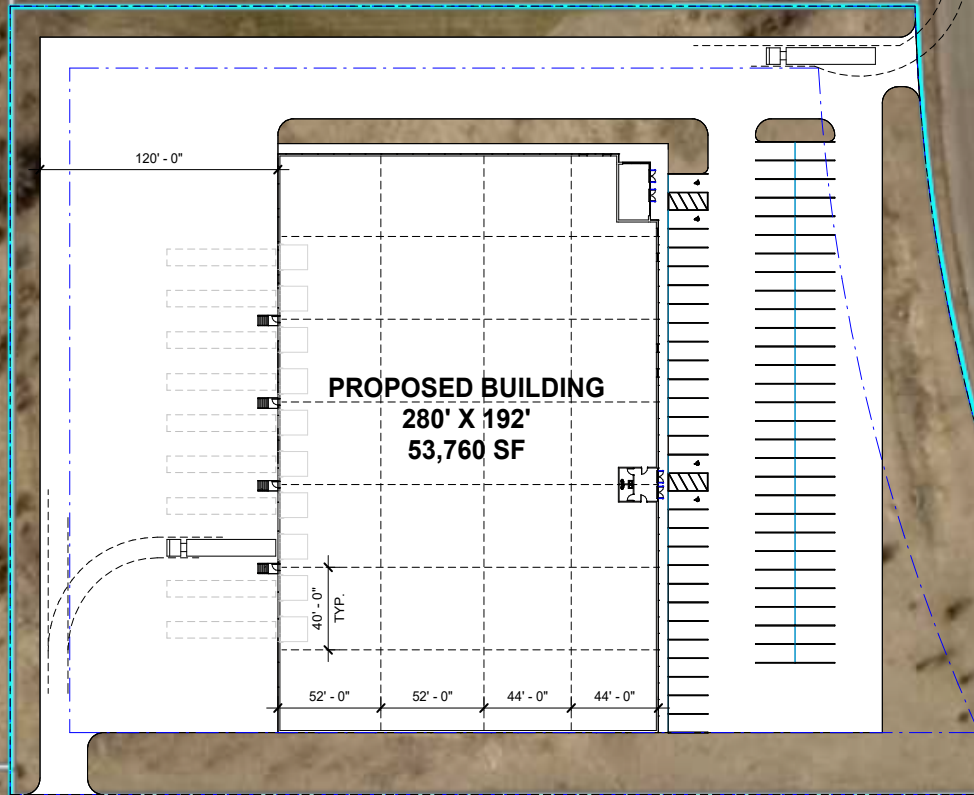 120' - 0"
PROPOSED BUILDING
280' X 192'
53,760 SF
40' - 0"
TYP.
52' - 0"
52' - 0"
44' - 0"
44' - 0"